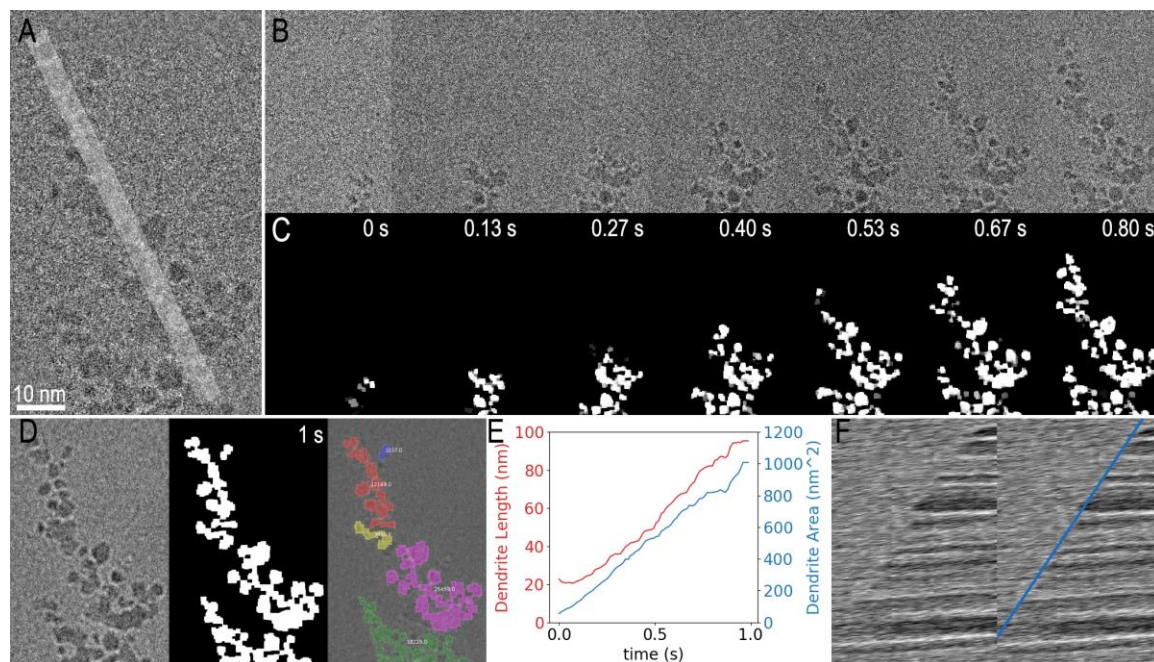 A
10 nm
B
C
0 s
0.13 s
0.27 s
0.40 s
0.53 s
0.67 s
0.80 s
D
1 s
12149.0
E
Dendrite Length (nm)
100
80
60
40
20
0
0.0
0.5
1.0
time (s)
1200
1000
800
600
400
200
0
Dendrite Area (nm^2)
F